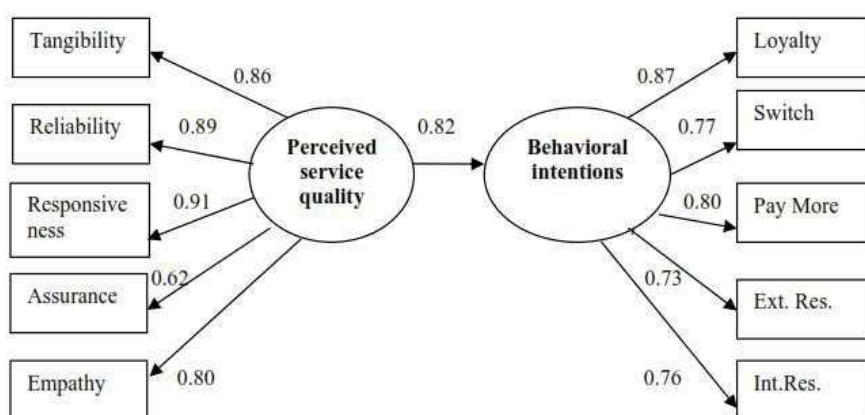 Tangibility
0.86
Reliability
0.89
Responsive
ness
0.91
Assurance
0.62
Empathy
0.80
Perceived
service
quality
0.82
Behavioral
intentions
Loyalty
0.87
Switch
0.77
Pay More
0.80
Ext. Res.
0.73
Int.Res.
0.76